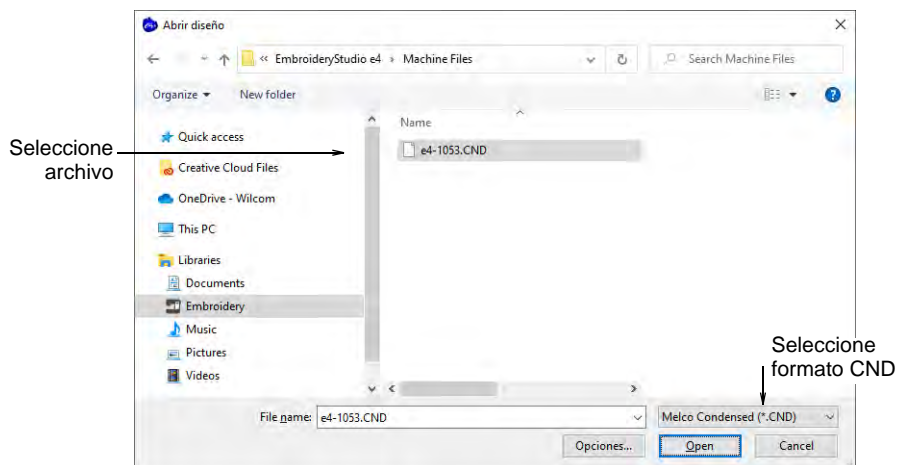 Abrir diseño
« EmbroideryStudio e4 › Machine Files
Search Machine Files
Organize
New folder
Seleccione
archivo
Quick access
Creative Cloud Files
OneDrive - Wilcom
This PC
Libraries
Documents
Embroidery
Music
Pictures
Videos
Name
e4-1053.CND
Seleccione
formato CND
File name: e4-1053.CND
Melco Condensed (*.CND)
Opciones...
Open
Cancel